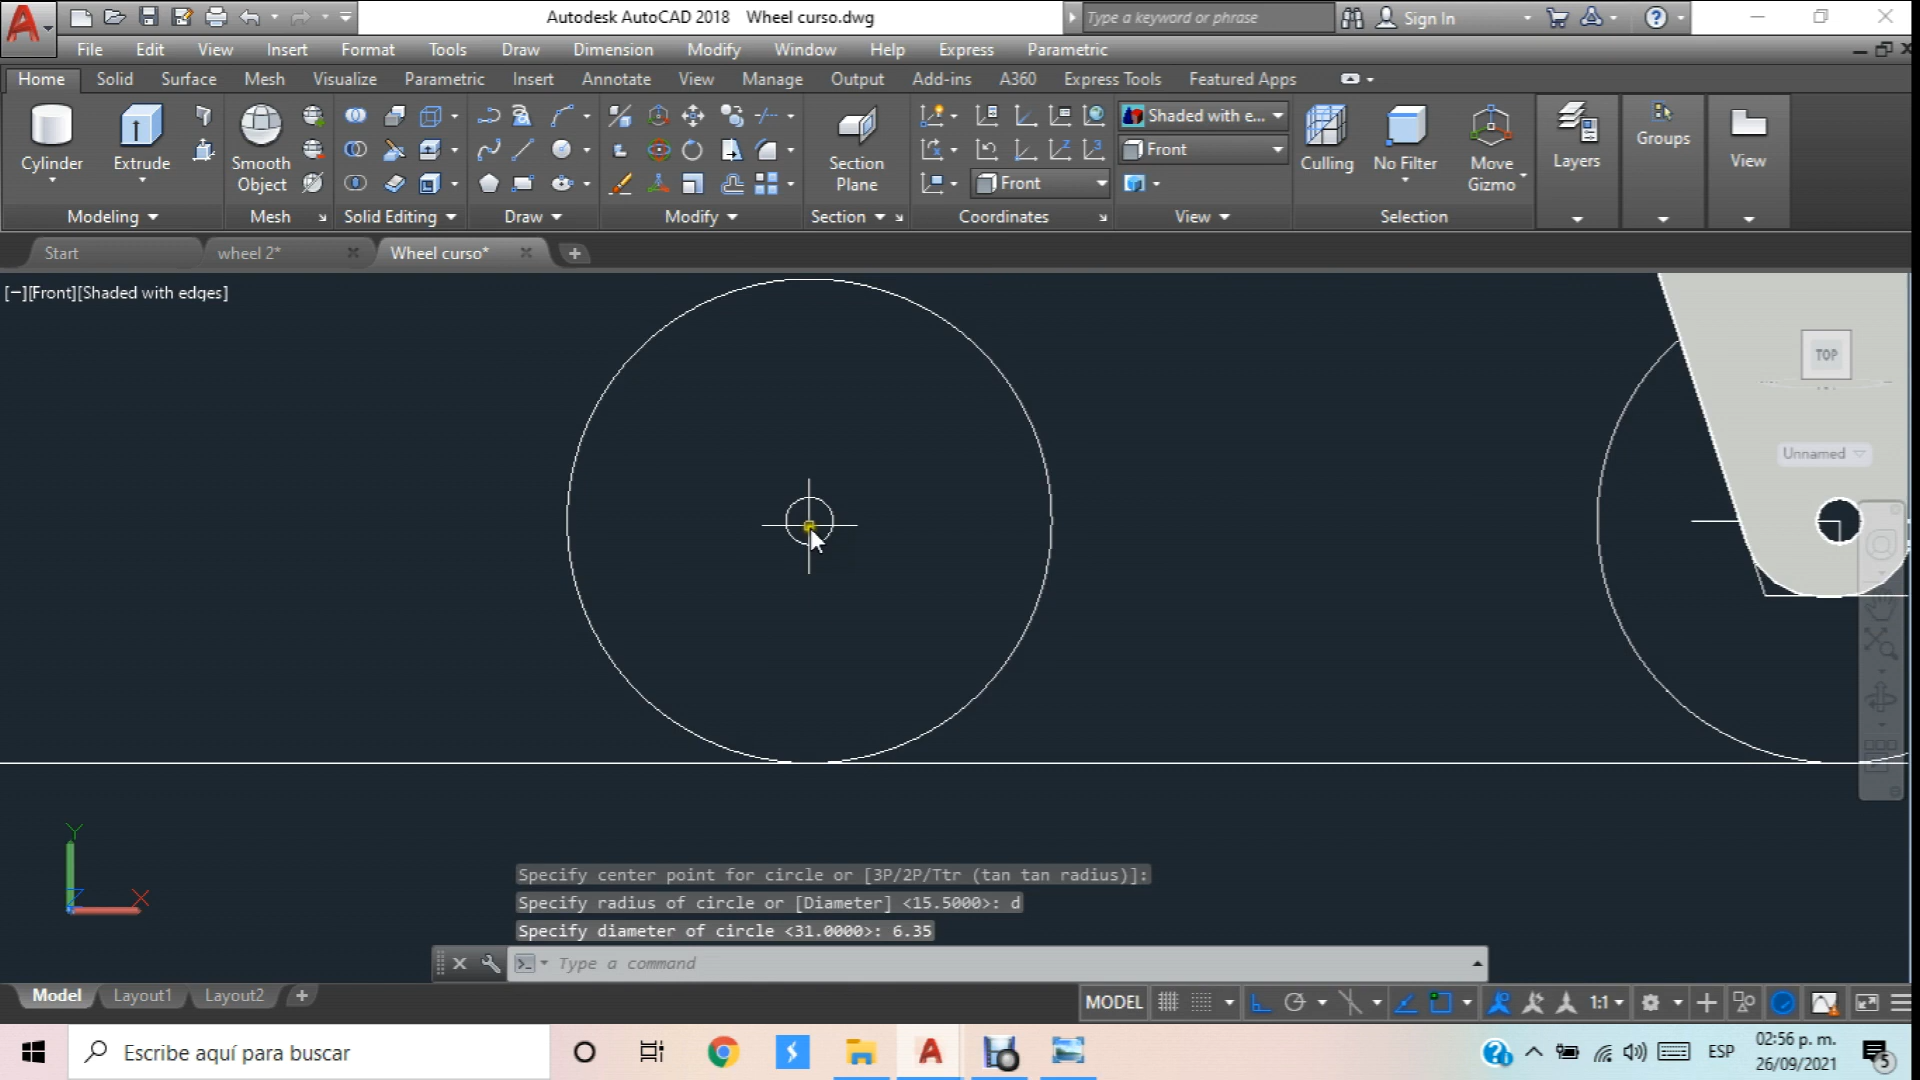 Autodesk AutoCAD 2018 Wheel curso.dwg
Type a keyword or phrase
Sign In
File Edit View Insert Format Tools Draw Dimension Modify Window Help Express Parametric
Home Solid Surface Mesh Visualize Parametric Insert Annotate View Manage Output Add-ins A360 Express Tools Featured Apps
Shaded with e...
Front
Front
Cylinder
Extrude
Smooth
Object
Section
Plane
Culling
No Filter
Move
Gizmo
Layers
Groups
View
Modeling Mesh Solid Editing Draw Modify Section Coordinates View Selection
Start wheel 2* Wheel curso*
[−][Front][Shaded with edges]
TOP
Unnamed
Y
Z
X
Specify center point for circle or [3P/2P/Ttr (tan tan radius)]:
Specify radius of circle or [Diameter] <15.5000>: d
Specify diameter of circle <31.0000>: 6.35
Type a command
Model Layout1 Layout2
MODEL 1:1
Escribe aquí para buscar
ESP
02:56 p. m.
26/09/2021
5